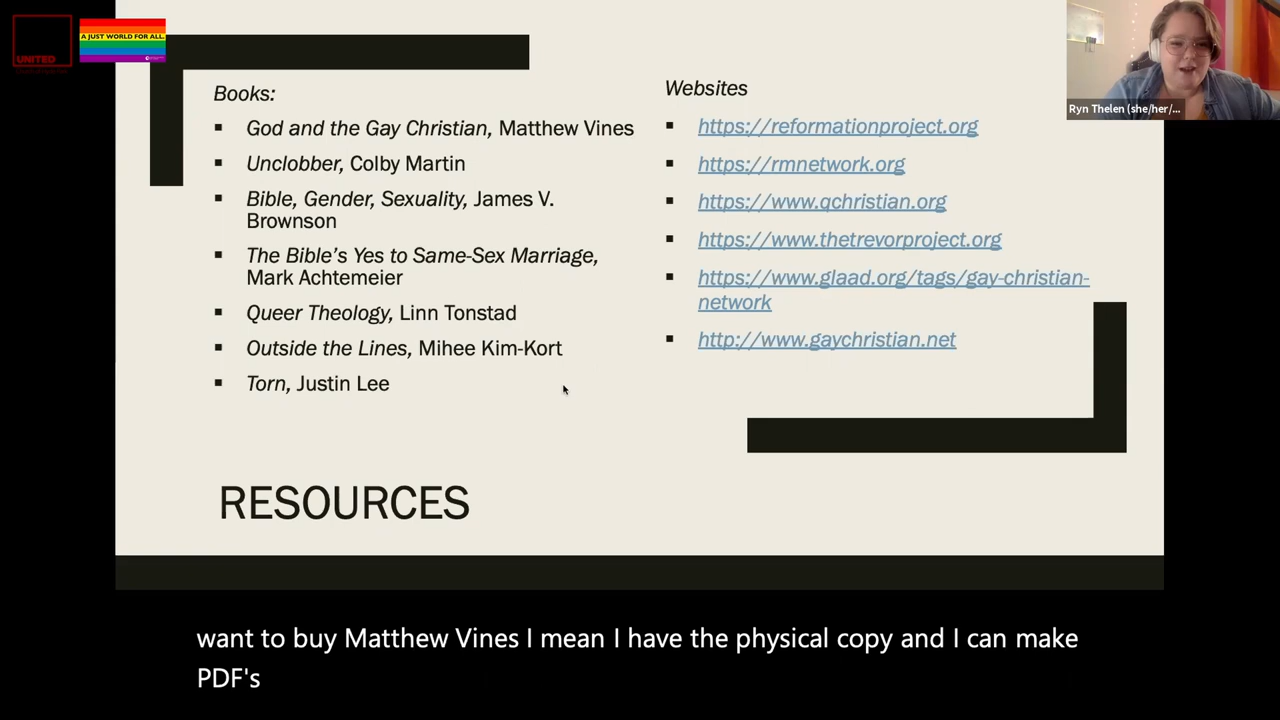 UNITED
A JUST WORLD FOR ALL.
Books:
God and the Gay Christian, Matthew Vines
Unclobber, Colby Martin
Bible, Gender, Sexuality, James V.
Brownson
The Bible's Yes to Same-Sex Marriage,
Mark Achtemeier
Queer Theology, Linn Tonstad
Outside the Lines, Mihee Kim-Kort
Torn, Justin Lee
Websites
https://reformationproject.org
https://rmnetwork.org
https://www.qchristian.org
https://www.thetrevorproject.org
https://www.glaad.org/tags/gay-christian-
network
http://www.gaychristian.net
Ryn Thelen (she/her/...
RESOURCES
want to buy Matthew Vines I mean I have the physical copy and I can make
PDF's